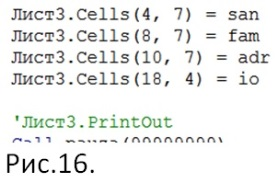 Лист3.Cells(4, 7) = san
Лист3.Cells(8, 7) = fam
Лист3.Cells(10, 7) = adr
Лист3.Cells(18, 4) = io
'Лист3.PrintOut
Рис.16.